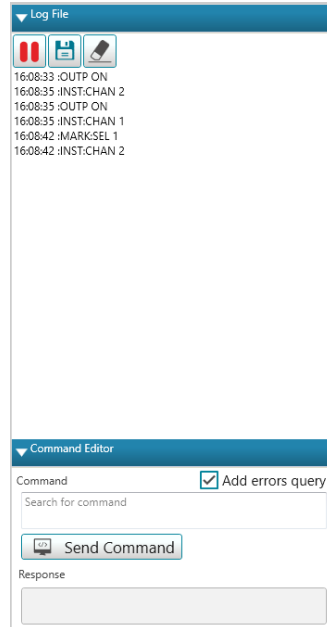 Log File
16:08:33 :OUTP ON
16:08:35 :INST:CHAN 2
16:08:35 :OUTP ON
16:08:35 :INST:CHAN 1
16:08:42 :MARK:SEL 1
16:08:42 :INST:CHAN 2
Command Editor
Command Add errors query
Search for command
Send Command
Response